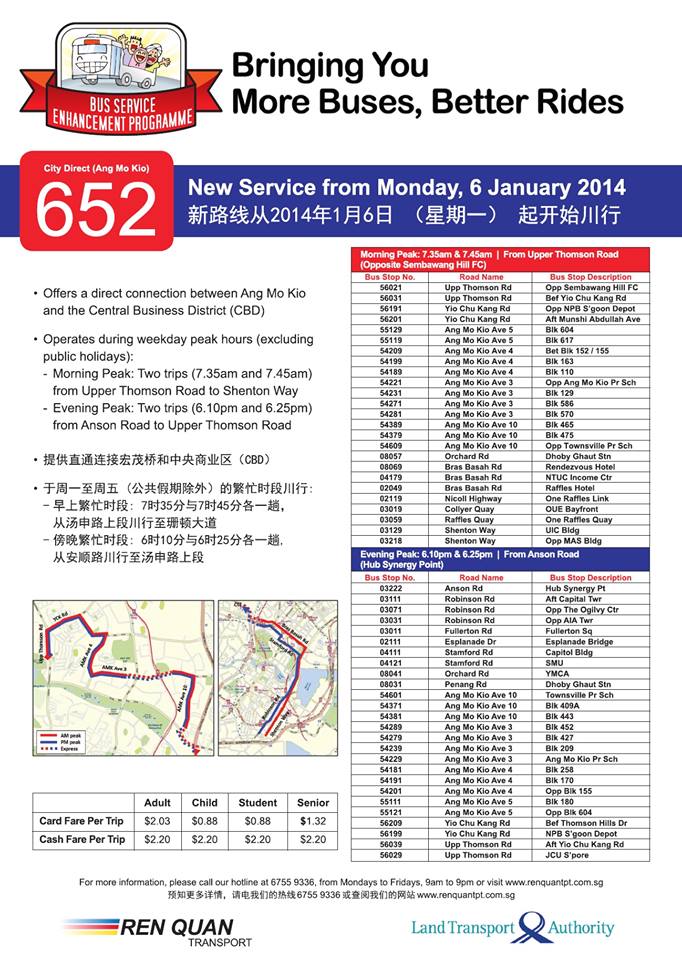 BUS SERVICE
ENHANCEMENT PROGRAMME
Bringing You
More Buses, Better Rides
City Direct (Ang Mo Kio)
652
New Service from Monday, 6 January 2014
新路线从2014年1月6日 （星期一） 起开始川行
• Offers a direct connection between Ang Mo Kio
and the Central Business District (CBD)
• Operates during weekday peak hours (excluding
public holidays):
- Morning Peak: Two trips (7.35am and 7.45am)
from Upper Thomson Road to Shenton Way
- Evening Peak: Two trips (6.10pm and 6.25pm)
from Anson Road to Upper Thomson Road
• 提供直通连接宏茂桥和中央商业区（CBD）
• 于周一至周五（公共假期除外）的繁忙时段川行：
- 早上繁忙时段：7时35分与7时45分各一趟，
从汤申路上段川行至珊顿大道
- 傍晚繁忙时段：6时10分与6时25分各一趟，
从安顺路川行至汤申路上段
Morning Peak: 7.35am & 7.45am | From Upper Thomson Road
(Opposite Sembawang Hill FC)
Bus Stop No. Road Name Bus Stop Description
56021 Upp Thomson Rd Opp Sembawang Hill FC
56031 Upp Thomson Rd Bef Yio Chu Kang Rd
56191 Yio Chu Kang Rd Opp NPB S'goon Depot
56201 Yio Chu Kang Rd Aft Munshi Abdullah Ave
55129 Ang Mo Kio Ave 5 Blk 604
55119 Ang Mo Kio Ave 5 Blk 617
54209 Ang Mo Kio Ave 4 Bet Blk 152 / 155
54199 Ang Mo Kio Ave 4 Blk 163
54189 Ang Mo Kio Ave 4 Blk 110
54221 Ang Mo Kio Ave 3 Opp Ang Mo Kio Pr Sch
54231 Ang Mo Kio Ave 3 Blk 129
54271 Ang Mo Kio Ave 3 Blk 586
54281 Ang Mo Kio Ave 3 Blk 570
54389 Ang Mo Kio Ave 10 Blk 465
54379 Ang Mo Kio Ave 10 Blk 475
54609 Ang Mo Kio Ave 10 Opp Townsville Pr Sch
08057 Orchard Rd Dhoby Ghaut Stn
08069 Bras Basah Rd Rendezvous Hotel
04179 Bras Basah Rd NTUC Income Ctr
02049 Bras Basah Rd Raffles Hotel
02119 Nicoll Highway One Raffles Link
03019 Collyer Quay OUE Bayfront
03059 Raffles Quay One Raffles Quay
03129 Shenton Way UIC Bldg
03218 Shenton Way Opp MAS Bldg
Evening Peak: 6.10pm & 6.25pm | From Anson Road
(Hub Synergy Point)
Bus Stop No. Road Name Bus Stop Description
03222 Anson Rd Hub Synergy Pt
03111 Robinson Rd Aft Capital Twr
03071 Robinson Rd Opp The Ogilvy Ctr
03031 Robinson Rd Opp AIA Twr
03011 Fullerton Rd Fullerton Sq
02111 Esplanade Dr Esplanade Bridge
04111 Stamford Rd Capitol Bldg
04121 Stamford Rd SMU
08041 Orchard Rd YMCA
08031 Penang Rd Dhoby Ghaut Stn
54601 Ang Mo Kio Ave 10 Townsville Pr Sch
54371 Ang Mo Kio Ave 10 Blk 409A
54381 Ang Mo Kio Ave 10 Blk 443
54289 Ang Mo Kio Ave 3 Blk 452
54279 Ang Mo Kio Ave 3 Blk 427
54239 Ang Mo Kio Ave 3 Blk 209
54229 Ang Mo Kio Ave 3 Ang Mo Kio Pr Sch
54181 Ang Mo Kio Ave 4 Blk 258
54191 Ang Mo Kio Ave 4 Blk 170
54201 Ang Mo Kio Ave 4 Opp Blk 155
55111 Ang Mo Kio Ave 5 Blk 180
55121 Ang Mo Kio Ave 5 Opp Blk 604
56209 Yio Chu Kang Rd Bef Thomson Hills Dr
56199 Yio Chu Kang Rd NPB S'goon Depot
56039 Upp Thomson Rd Aft Yio Chu Kang Rd
56029 Upp Thomson Rd JCU S'pore
YCK Rd
Upp Thomson Rd
AMK Ave 4
AMK Ave 3
AMK Ave 10
AM peak
PM peak
Express
CTE
Bras Basah Rd
Stamford Rd
Robinson Rd
Shenton Way
Adult Child Student Senior
Card Fare Per Trip $2.03 $0.88 $0.88 $1.32
Cash Fare Per Trip $2.20 $2.20 $2.20 $2.20
For more information, please call our hotline at 6755 9336, from Mondays to Fridays, 9am to 9pm or visit www.renquantpt.com.sg
预知更多详情，请电我们的热线 6755 9336 或查阅我们的网站 www.renquantpt.com.sg
REN QUAN
TRANSPORT
Land Transport Authority